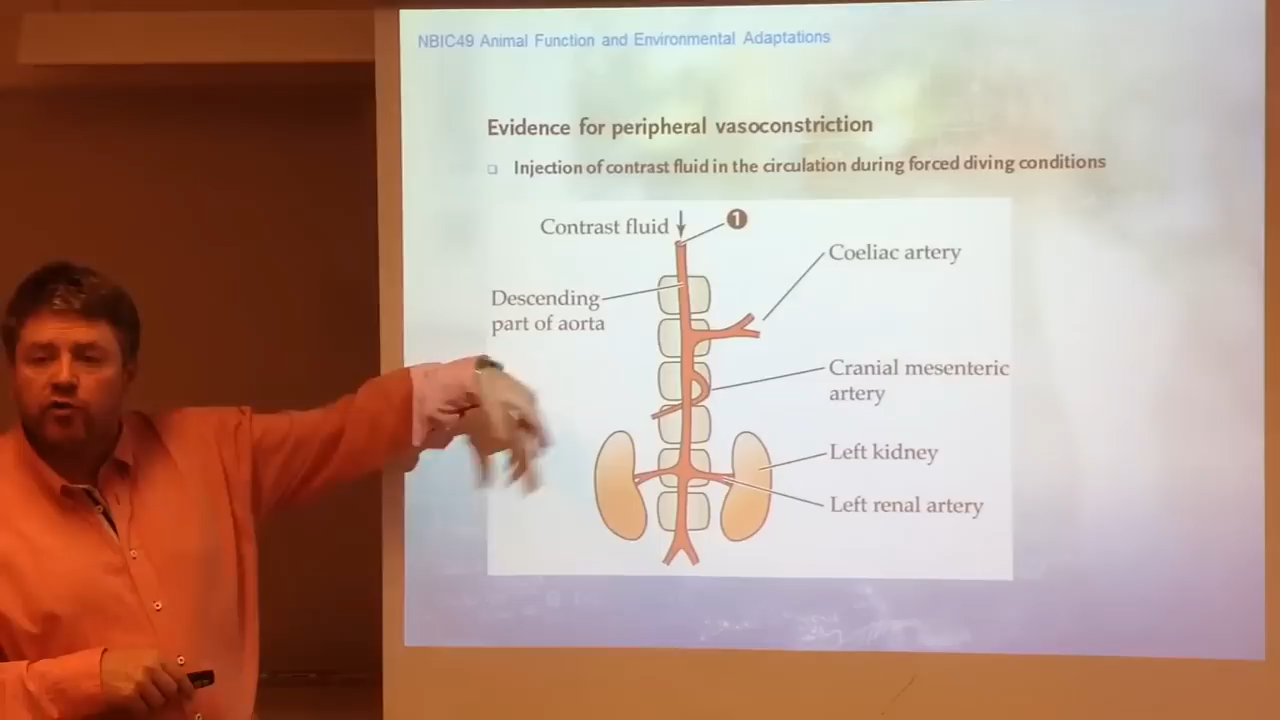 NBIC49 Animal Function and Environmental Adaptations
Evidence for peripheral vasoconstriction
Injection of contrast fluid in the circulation during forced diving conditions
Contrast fluid
1
Coeliac artery
Descending
part of aorta
Cranial mesenteric
artery
Left kidney
Left renal artery